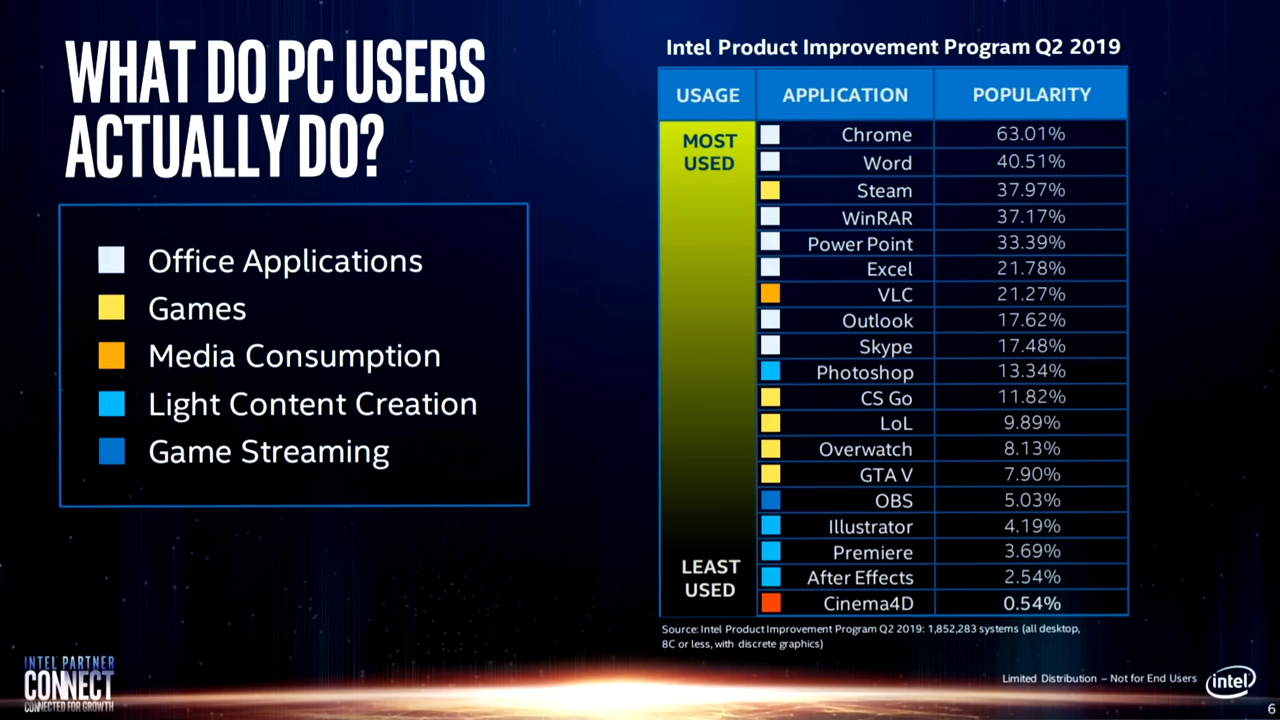 WHAT DO PC USERS
ACTUALLY DO?
Office Applications
Games
Media Consumption
Light Content Creation
Game Streaming
Intel Product Improvement Program Q2 2019
USAGE APPLICATION POPULARITY
MOST
USED
Chrome 63.01%
Word 40.51%
Steam 37.97%
WinRAR 37.17%
Power Point 33.39%
Excel 21.78%
VLC 21.27%
Outlook 17.62%
Skype 17.48%
Photoshop 13.34%
CS Go 11.82%
LoL 9.89%
Overwatch 8.13%
GTA V 7.90%
OBS 5.03%
Illustrator 4.19%
Premiere 3.69%
After Effects 2.54%
Cinema4D 0.54%
LEAST
USED
Source: Intel Product Improvement Program Q2 2019: 1,852,283 systems (all desktop,
8C or less, with discrete graphics)
INTEL PARTNER
CONNECT
CONNECTED FOR GROWTH
Limited Distribution – Not for End Users
intel
6